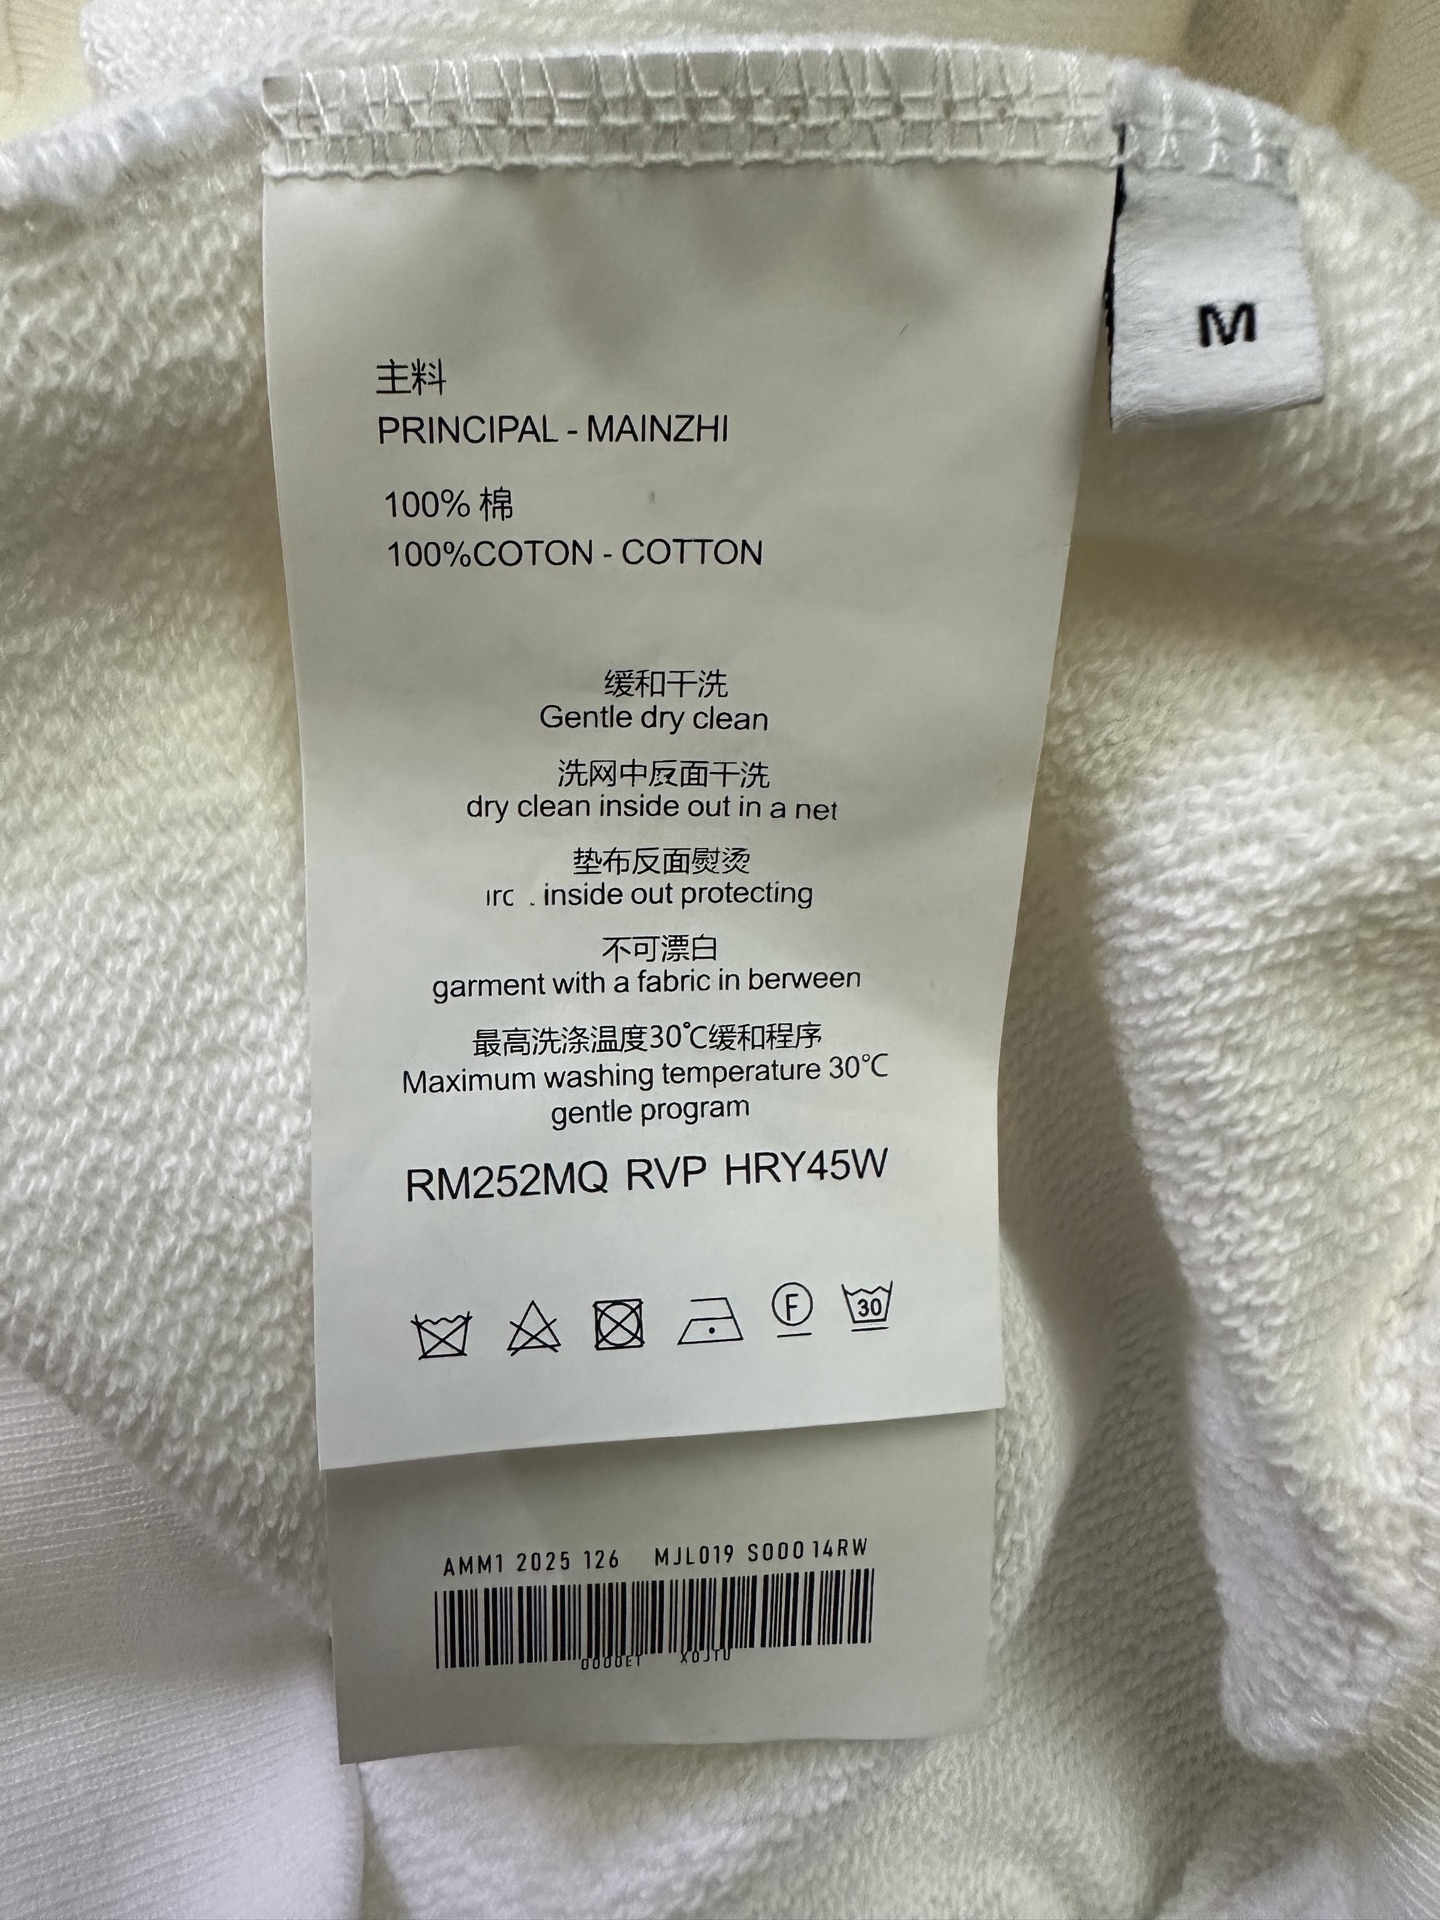 M
主料
PRINCIPAL - MAINZHI
100% 棉
100%COTON - COTTON
缓和干洗
Gentle dry clean
洗网中反面干洗
dry clean inside out in a net
垫布反面熨烫
inside out protecting
不可漂白
garment with a fabric in berween
最高洗涤温度30℃缓和程序
Maximum washing temperature 30℃
gentle program
RM252MQ RVP HRY45W
F
30
AMM1 2025 126 MJL019 S000 14RW